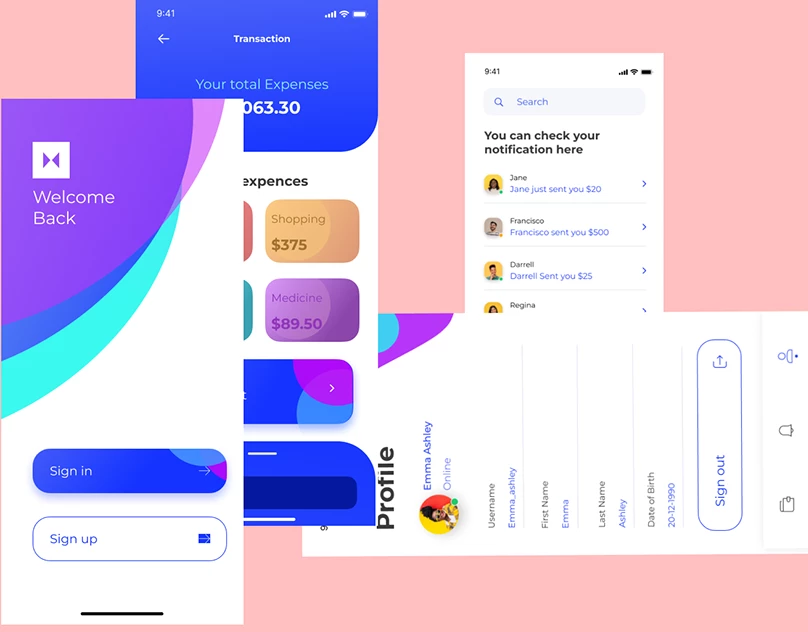 Welcome
Back
Sign in
Sign up
9:41
Transaction
Your total Expenses
063.30
expences
Shopping
$375
Medicine
$89.50
t
9:41
Search
You can check your
notification here
Jane
Jane just sent you $20
Francisco
Francisco sent you $500
Darrell
Darrell Sent you $25
Regina
Profile
Emma Ashley
Online
Username
Emma_ashley
First Name
Emma
Last Name
Ashley
Date of Birth
20-12-1990
Sign out